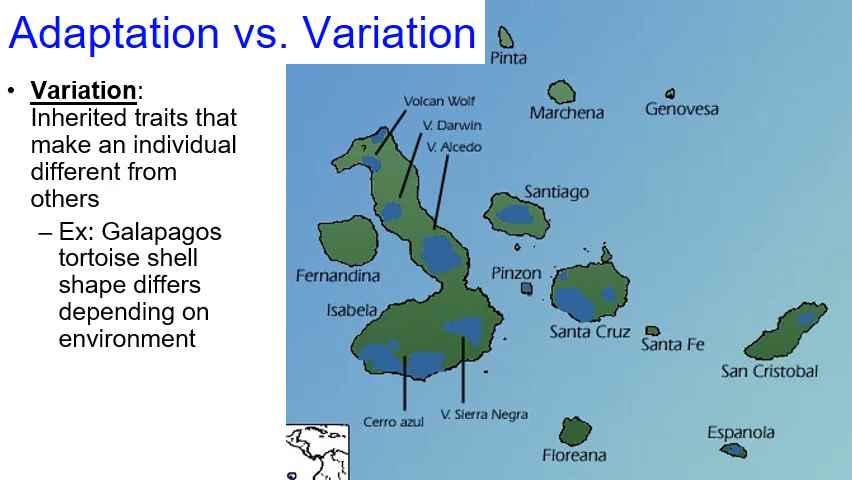 Adaptation vs. Variation
• Variation:
Inherited traits that
make an individual
different from
others
– Ex: Galapagos
tortoise shell
shape differs
depending on
environment
Pinta
Marchena
Genovesa
Volcan Wolf
V. Darwin
V. Alcedo
?
Santiago
Fernandina
Pinzon
Isabela
Santa Cruz
Santa Fe
San Cristobal
Cerro azul
V. Sierra Negra
Floreana
Espanola